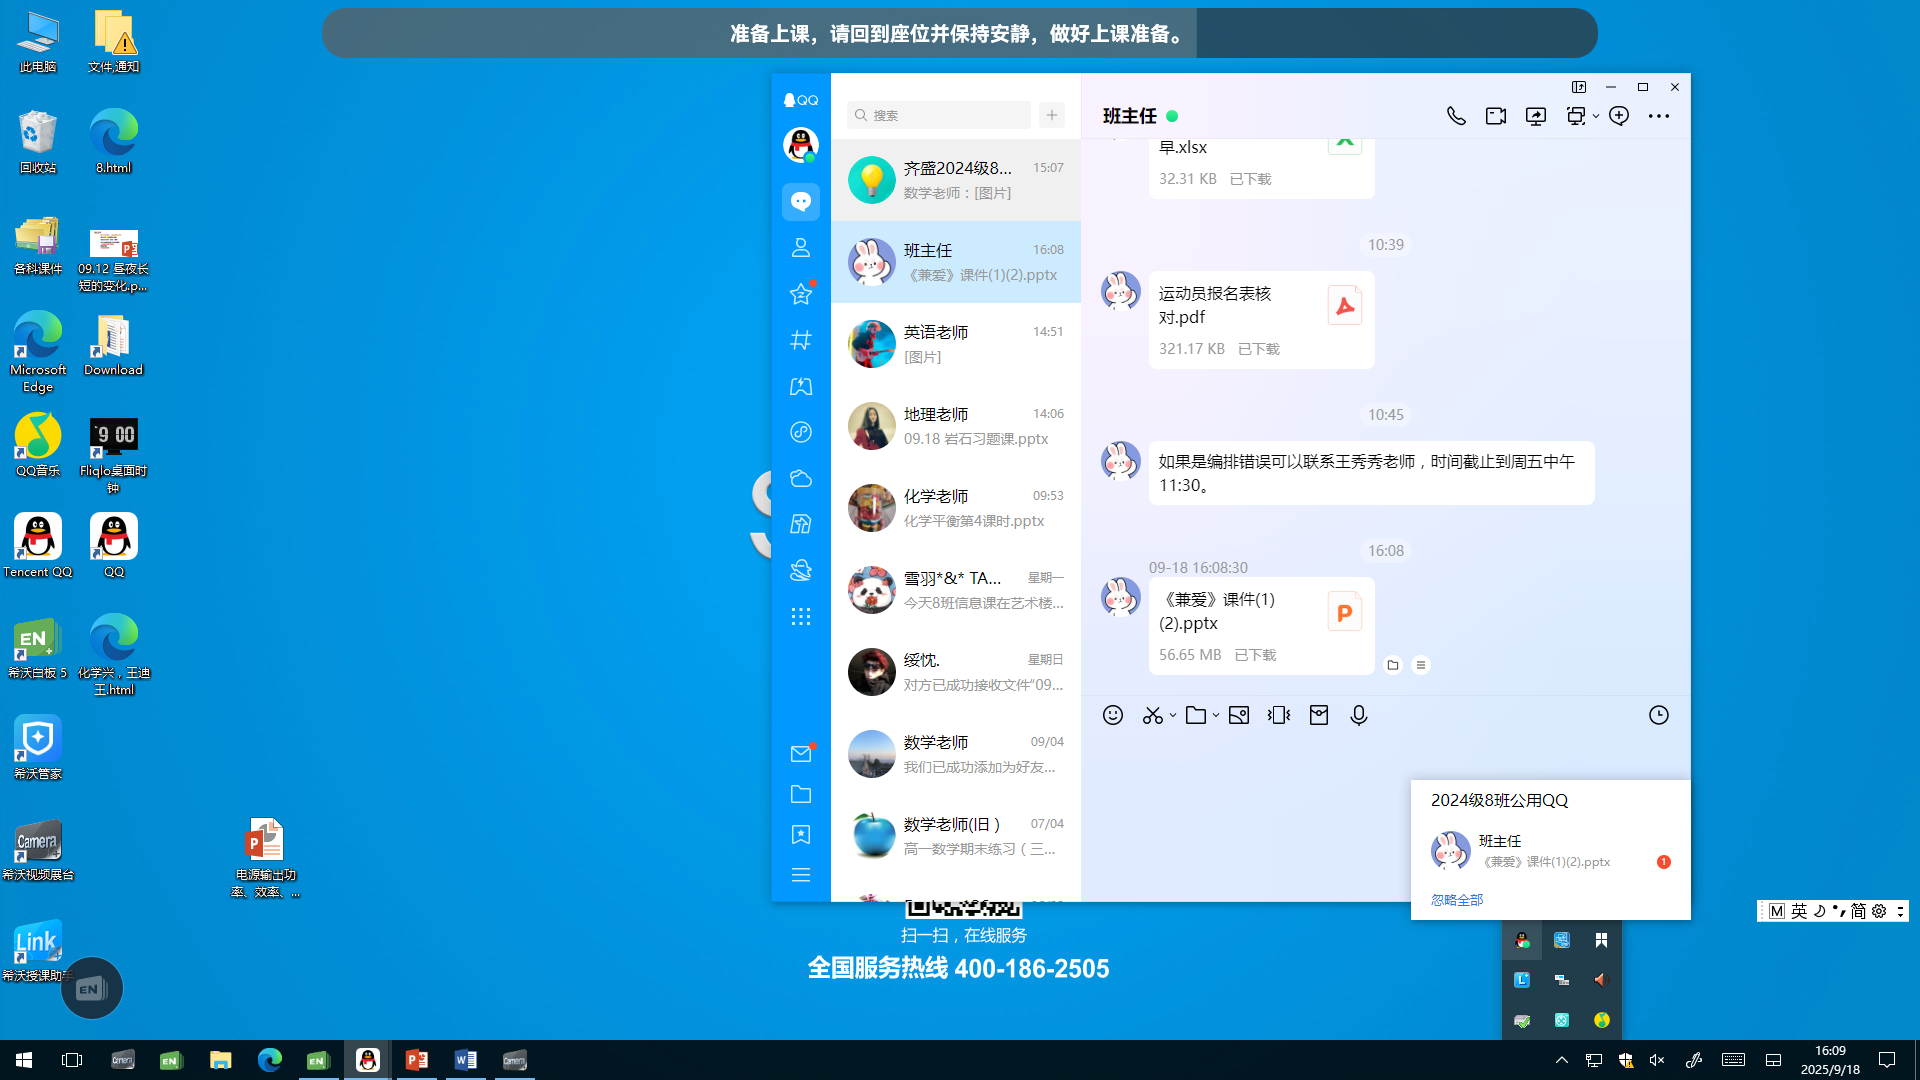 准备上课，请回到座位并保持安静，做好上课准备。
此电脑
文件,通知
回收站
8.html
各科课件
09.12 昼夜长
短的变化.p...
Microsoft
Edge
Download
QQ音乐
Fliqlo桌面时
钟
Tencent QQ
QQ
希沃白板 5
化学兴，王迪
王.html
希沃管家
希沃视频展台
电源输出功
率、效率、...
希沃授课助手
QQ
搜索
齐盛2024级8...
15:07
数学老师：[图片]
班主任
16:08
《兼爱》课件(1)(2).pptx
英语老师
14:51
[图片]
地理老师
14:06
09.18 岩石习题课.pptx
化学老师
09:53
化学平衡第4课时.pptx
雪羽*&* TA...
星期一
今天8班信息课在艺术楼...
绥忱.
星期日
对方已成功接收文件“09...
数学老师
09/04
我们已成功添加为好友...
数学老师(旧 )
07/04
高一数学期末练习（三...
班主任
早.xlsx
32.31 KB 已下载
10:39
运动员报名表核
对.pdf
321.17 KB 已下载
10:45
如果是编排错误可以联系王秀秀老师，时间截止到周五中午
11:30。
16:08
09-18 16:08:30
《兼爱》课件(1)
(2).pptx
56.65 MB 已下载
2024级8班公用QQ
班主任
《兼爱》课件(1)(2).pptx
1
忽略全部
扫一扫，在线服务
全国服务热线 400-186-2505
M 英 简
EN
16:09
2025/9/18